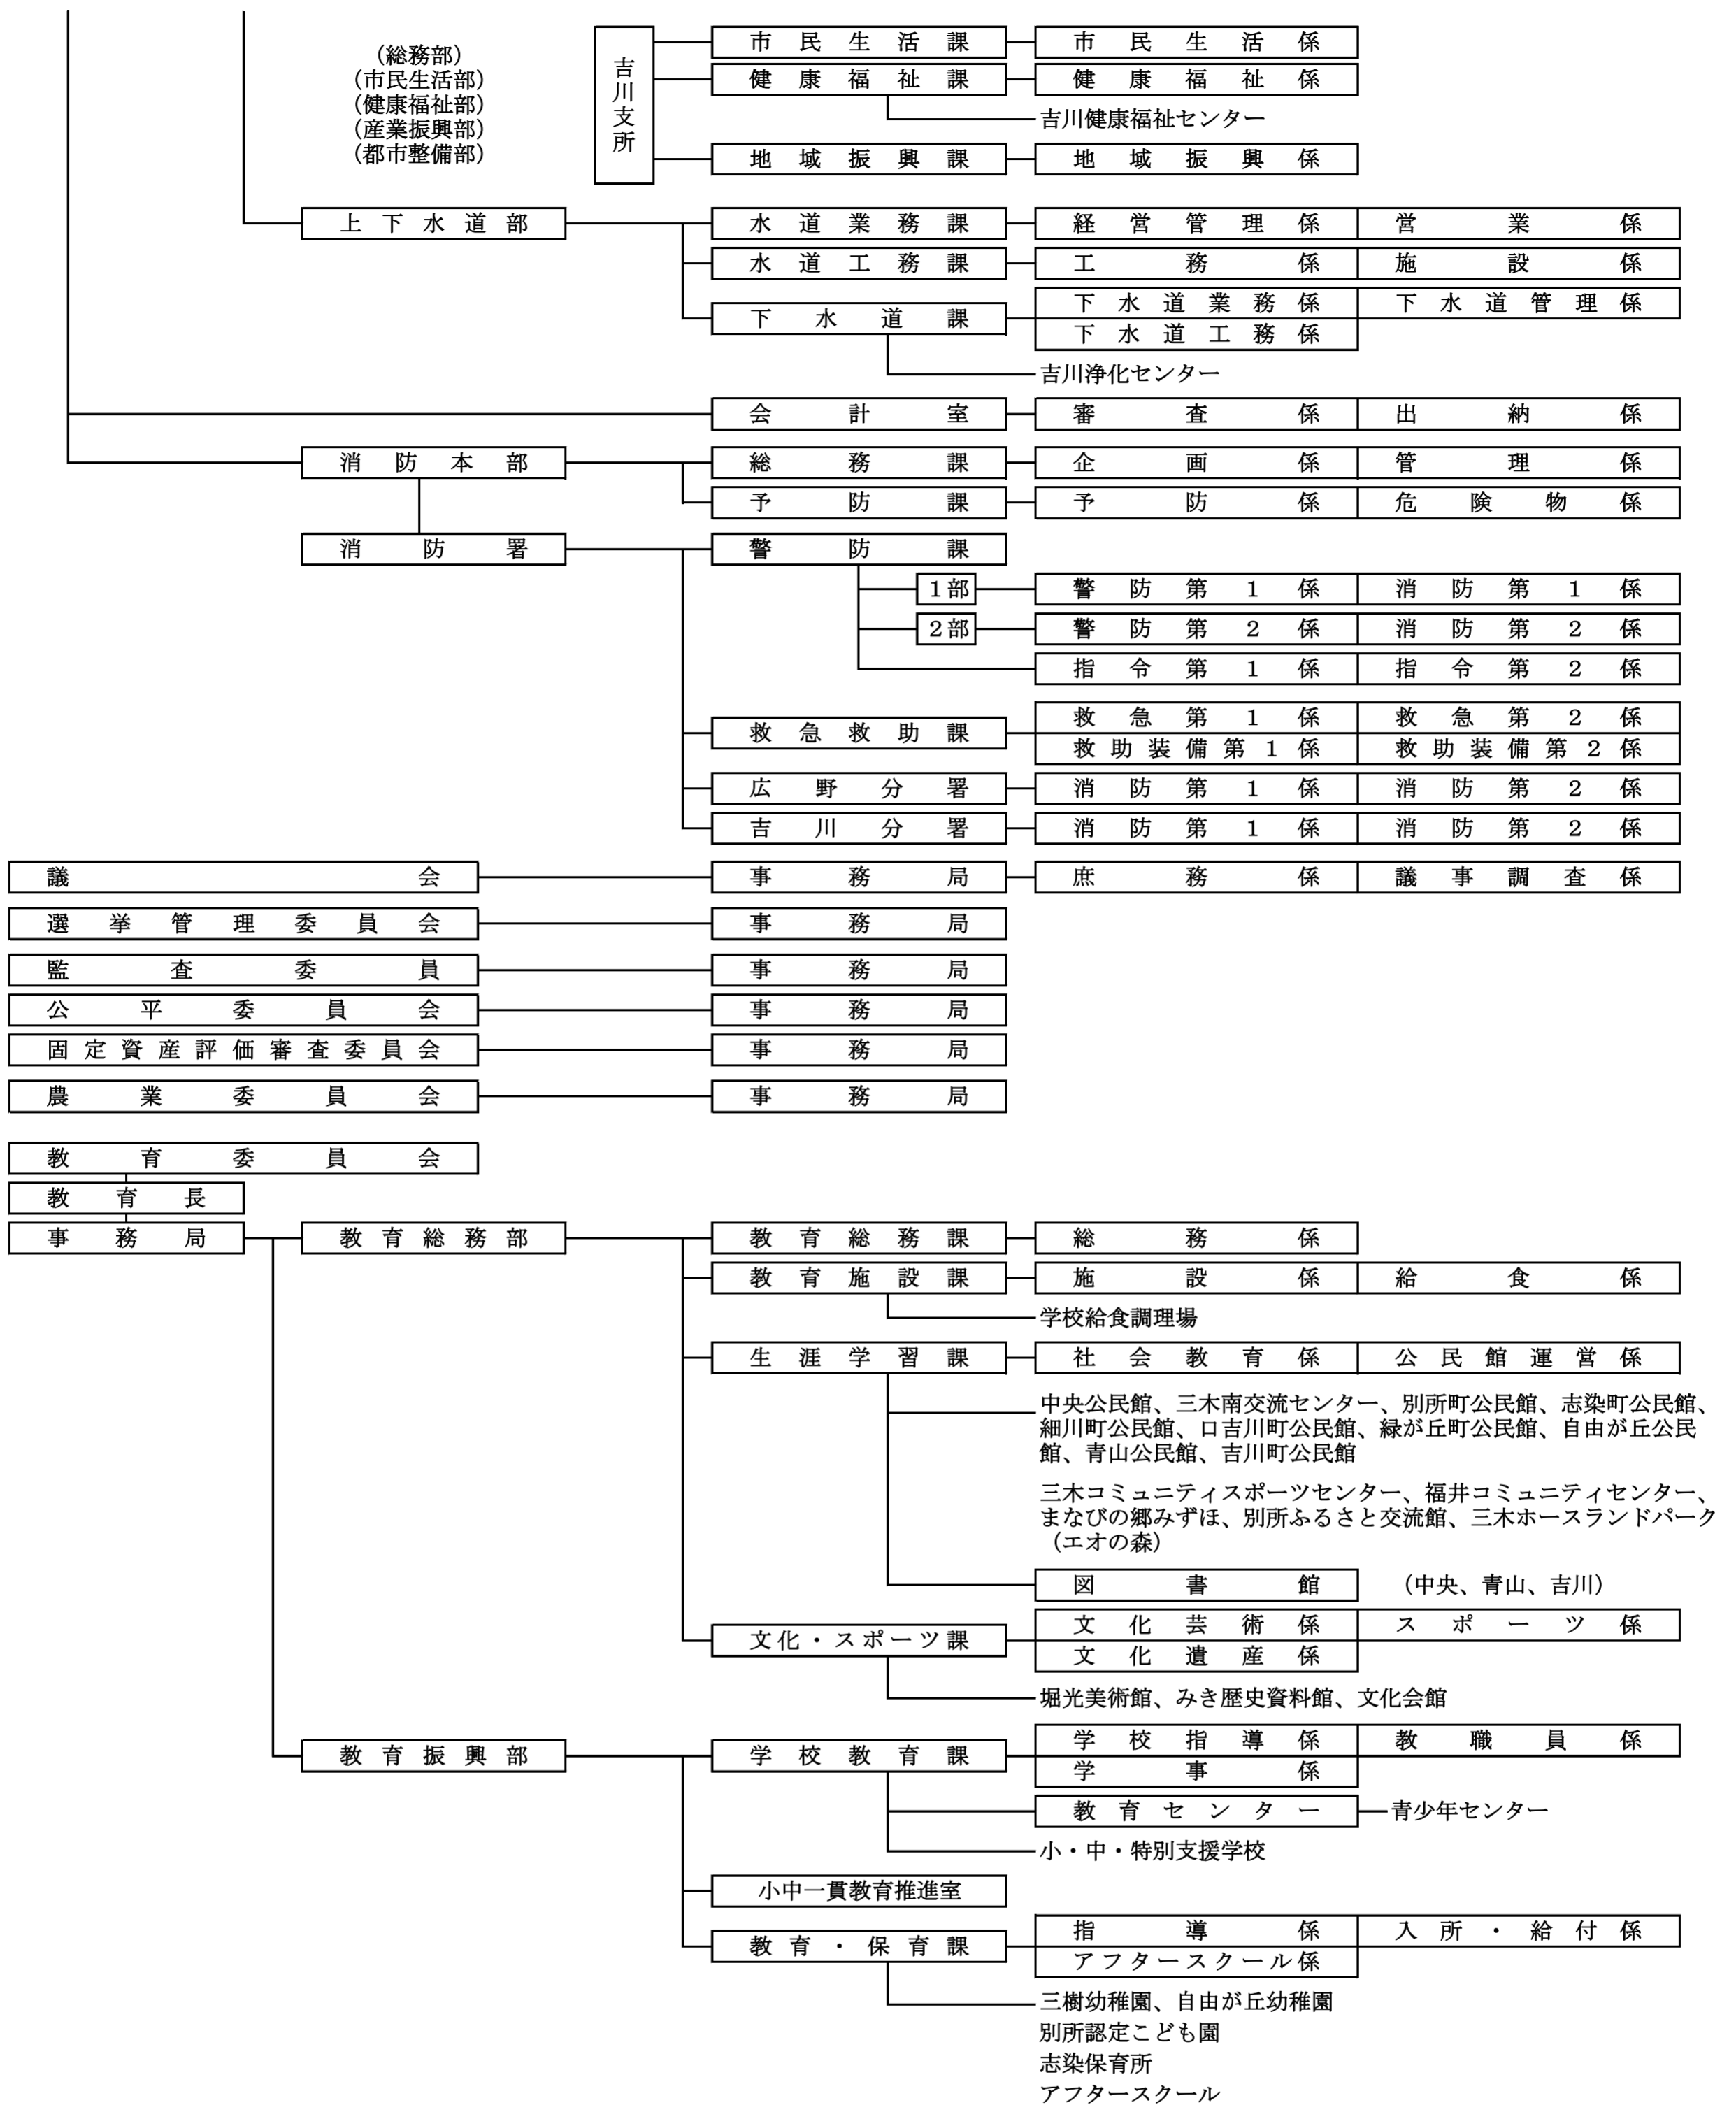 (総務部)
(市民生活部)
(健康福祉部)
(産業振興部)
(都市整備部)
吉川支所
市民生活課 市民生活係
健康福祉課 健康福祉係
吉川健康福祉センター
地域振興課 地域振興係
上下水道部 水道業務課 経営管理係 営業係
水道工務課 工務係 施設係
下水道課 下水道業務係 下水道管理係
下水道工務係
吉川浄化センター
会計室 審査係 出納係
消防本部 総務課 企画係 管理係
予防課 予防係 危険物係
消防署 警防課
1部 警防第1係 消防第1係
2部 警防第2係 消防第2係
指令第1係 指令第2係
救急救助課 救急第1係 救急第2係
救助装備第1係 救助装備第2係
広野分署 消防第1係 消防第2係
吉川分署 消防第1係 消防第2係
議会 事務局 庶務係 議事調査係
選挙管理委員会 事務局
監査委員 事務局
公平委員会 事務局
固定資産評価審査委員会 事務局
農業委員会 事務局
教育委員会
教育長
事務局 教育総務部 教育総務課 総務係
教育施設課 施設係 給食係
学校給食調理場
生涯学習課 社会教育係 公民館運営係
中央公民館、三木南交流センター、別所町公民館、志染町公民館、
細川町公民館、口吉川町公民館、緑が丘町公民館、自由が丘公民
館、青山公民館、吉川町公民館
三木コミュニティスポーツセンター、福井コミュニティセンター、
まなびの郷みずほ、別所ふるさと交流館、三木ホースランドパーク
（エオの森）
図書館 （中央、青山、吉川）
文化・スポーツ課 文化芸術係 スポーツ係
文化遺産係
堀光美術館、みき歴史資料館、文化会館
教育振興部 学校教育課 学校指導係 教職員係
学事係
教育センター 青少年センター
小・中・特別支援学校
小中一貫教育推進室
教育・保育課 指導係 入所・給付係
アフタースクール係
三樹幼稚園、自由が丘幼稚園
別所認定こども園
志染保育所
アフタースクール